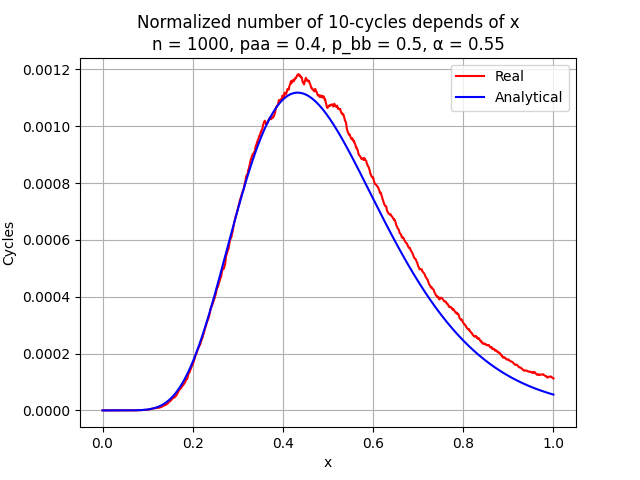 Normalized number of 10-cycles depends of x
n = 1000, paa = 0.4, p_bb = 0.5, α = 0.55
Real
Analytical
0.0012
0.0010
0.0008
0.0006
0.0004
0.0002
0.0000
Cycles
0.0 0.2 0.4 0.6 0.8 1.0
x